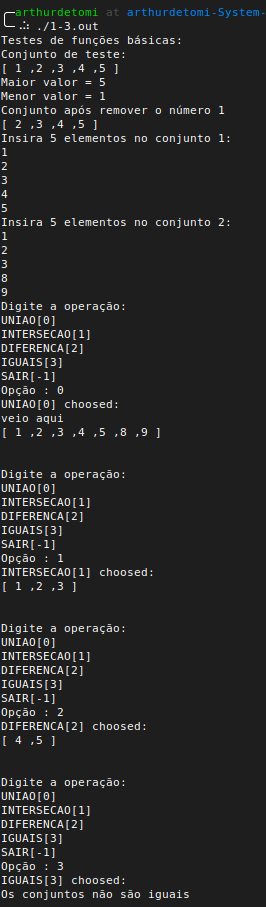 arthurdetomi at arthurdetomi-System-
./1-3.out
Testes de funções básicas:
Conjunto de teste:
[ 1 ,2 ,3 ,4 ,5 ]
Maior valor = 5
Menor valor = 1
Conjunto após remover o número 1
[ 2 ,3 ,4 ,5 ]
Insira 5 elementos no conjunto 1:
1
2
3
4
5
Insira 5 elementos no conjunto 2:
1
2
3
8
9
Digite a operação:
UNIAO[0]
INTERSECAO[1]
DIFERENCA[2]
IGUAIS[3]
SAIR[-1]
Opção : 0
UNIAO[0] choosed:
veio aqui
[ 1 ,2 ,3 ,4 ,5 ,8 ,9 ]
Digite a operação:
UNIAO[0]
INTERSECAO[1]
DIFERENCA[2]
IGUAIS[3]
SAIR[-1]
Opção : 1
INTERSECAO[1] choosed:
[ 1 ,2 ,3 ]
Digite a operação:
UNIAO[0]
INTERSECAO[1]
DIFERENCA[2]
IGUAIS[3]
SAIR[-1]
Opção : 2
DIFERENCA[2] choosed:
[ 4 ,5 ]
Digite a operação:
UNIAO[0]
INTERSECAO[1]
DIFERENCA[2]
IGUAIS[3]
SAIR[-1]
Opção : 3
IGUAIS[3] choosed:
Os conjuntos não são iguais